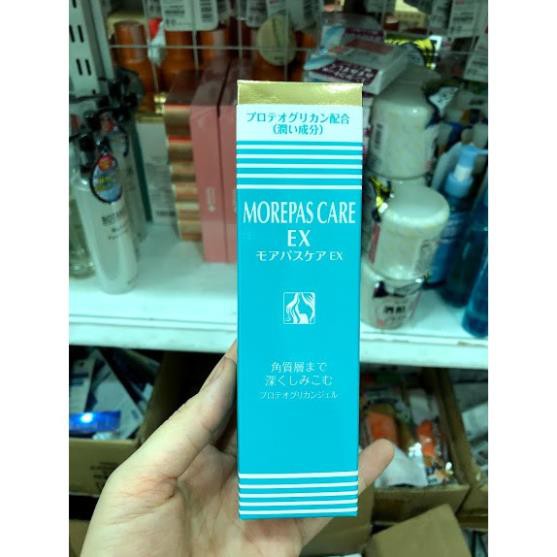 プロテオグリカン配合
(潤い成分)
MOREPAS CARE
EX
モアパスケア EX
角質層まで
深くしみこむ
プロテオグリカンジェル